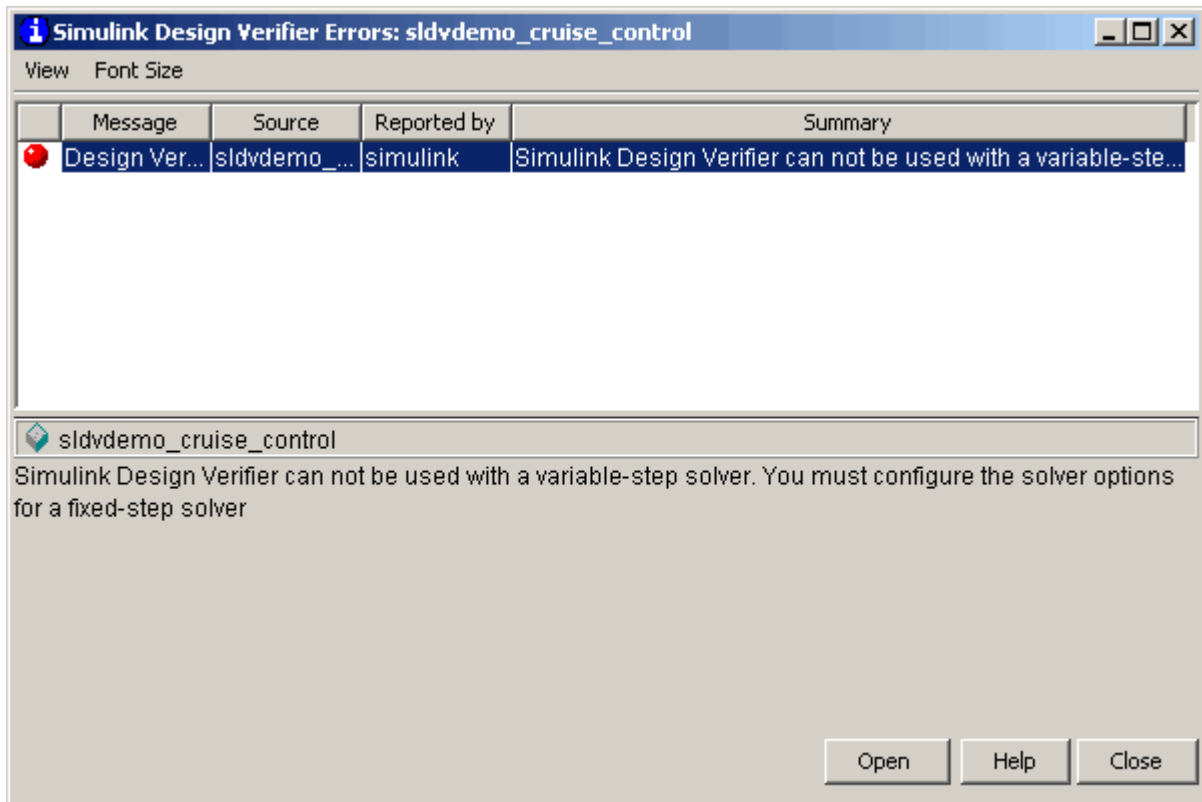 Simulink Design Verifier Errors: sldvdemo_cruise_control
View Font Size
Message Source Reported by Summary
Design Ver... sldvdemo_... simulink Simulink Design Verifier can not be used with a variable-ste...
sldvdemo_cruise_control
Simulink Design Verifier can not be used with a variable-step solver. You must configure the solver options
for a fixed-step solver
Open Help Close